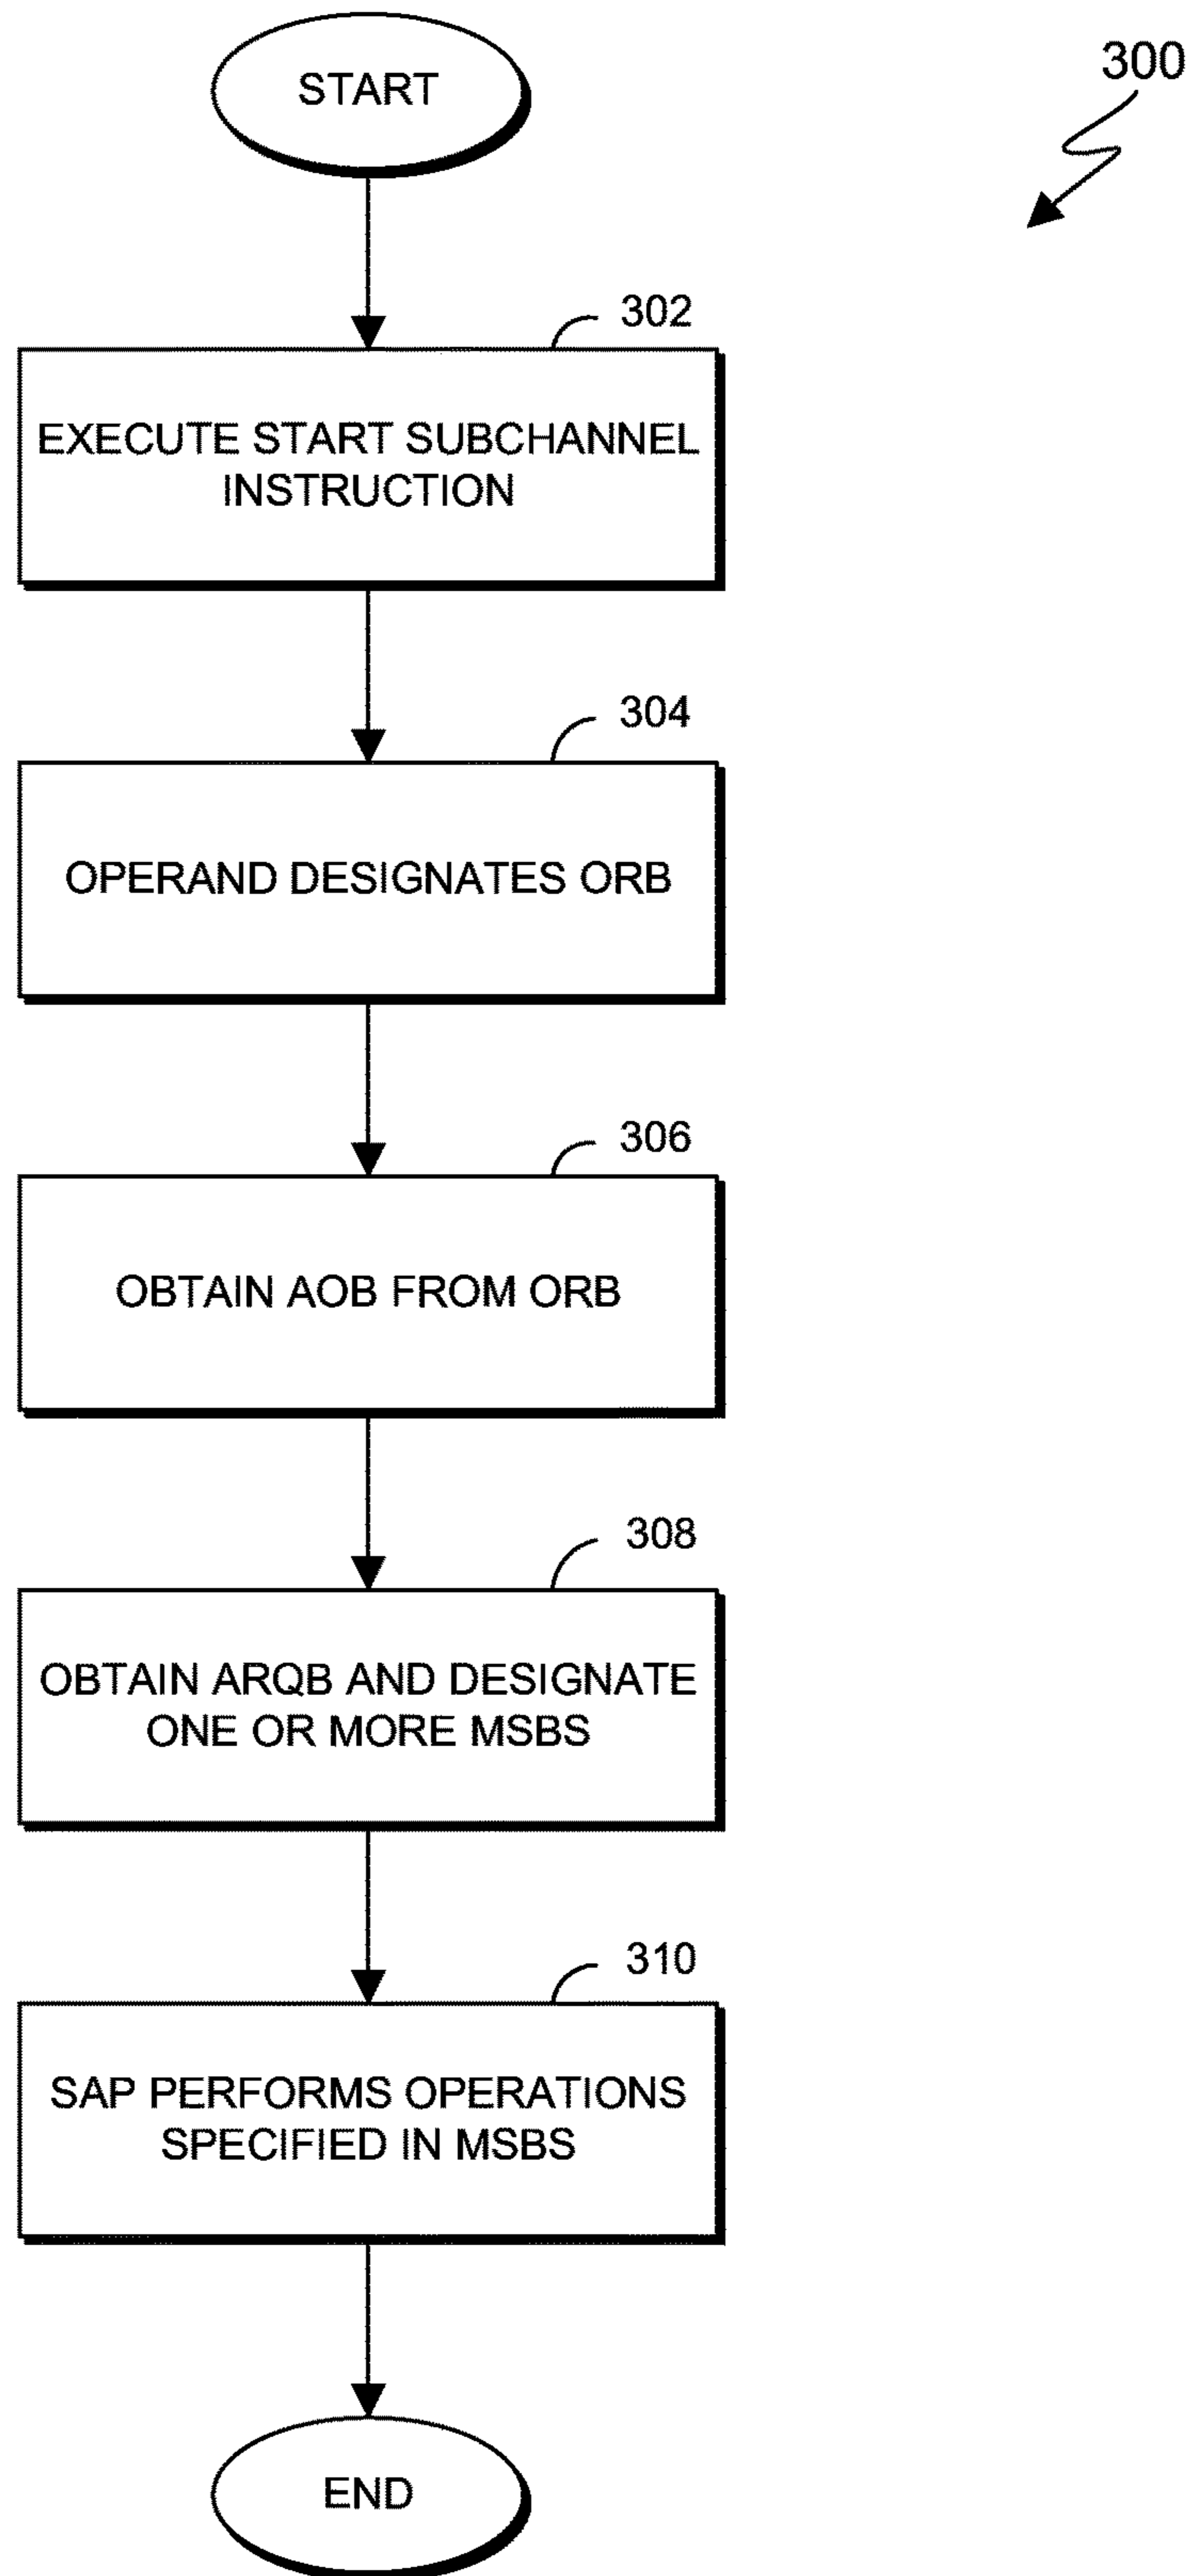 START
300
302
EXECUTE START SUBCHANNEL
INSTRUCTION
304
OPERAND DESIGNATES ORB
306
OBTAIN AOB FROM ORB
308
OBTAIN ARQB AND DESIGNATE
ONE OR MORE MSBS
310
SAP PERFORMS OPERATIONS
SPECIFIED IN MSBS
END